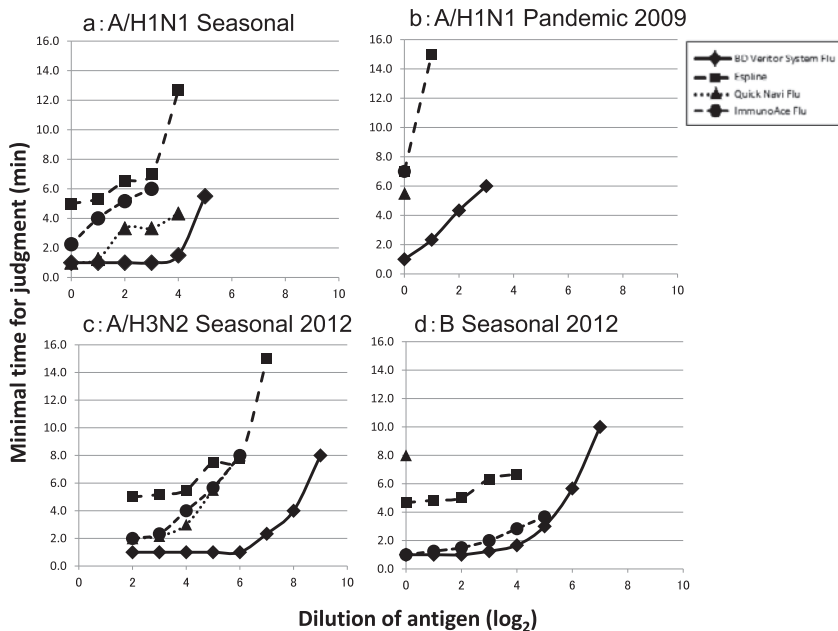 a:A/H1N1 Seasonal
16.0
14.0
12.0
10.0
8.0
6.0
4.0
2.0
0.0
0 2 4 6 8 10
b:A/H1N1 Pandemic 2009
16.0
14.0
12.0
10.0
8.0
6.0
4.0
2.0
0.0
0 2 4 6 8 10
BD Veritor System Flu
Espline
Quick Navi Flu
ImmunoAce Flu
Minimal time for judgment (min)
c:A/H3N2 Seasonal 2012
16.0
14.0
12.0
10.0
8.0
6.0
4.0
2.0
0.0
0 2 4 6 8 10
d:B Seasonal 2012
16.0
14.0
12.0
10.0
8.0
6.0
4.0
2.0
0.0
0 2 4 6 8 10
Dilution of antigen (log₂)